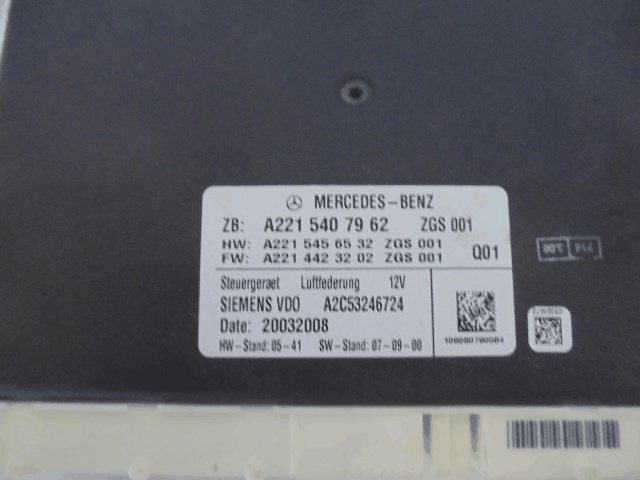 MERCEDES-BENZ
ZB: A221 540 79 62 ZGS 001
HW: A221 545 65 32 ZGS 001
FW: A221 442 32 02 ZGS 001 Q01
Steuergeraet Luftfederung 12V
SIEMENS VDO A2C53246724
Date: 20032008
HW-Stand: 05-41 SW-Stand: 07-09-00